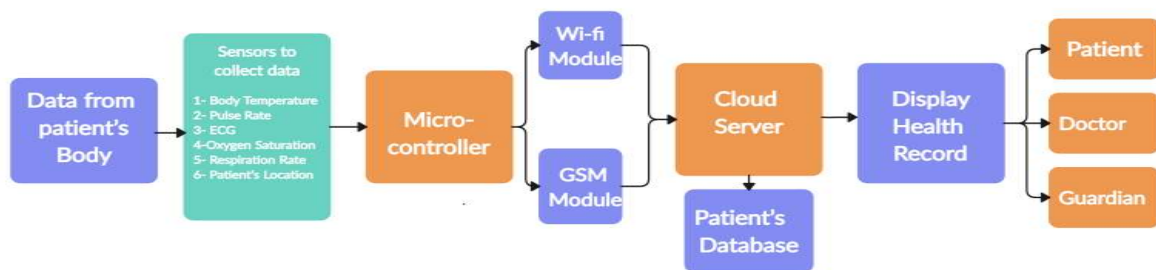 Data from
patient's
Body
Sensors to
collect data
1- Body Temperature
2- Pulse Rate
3- ECG
4-Oxygen Saturation
5- Respiration Rate
6- Patient's Location
Micro-
controller
Wi-fi
Module
GSM
Module
Cloud
Server
Patient's
Database
Display
Health
Record
Patient
Doctor
Guardian